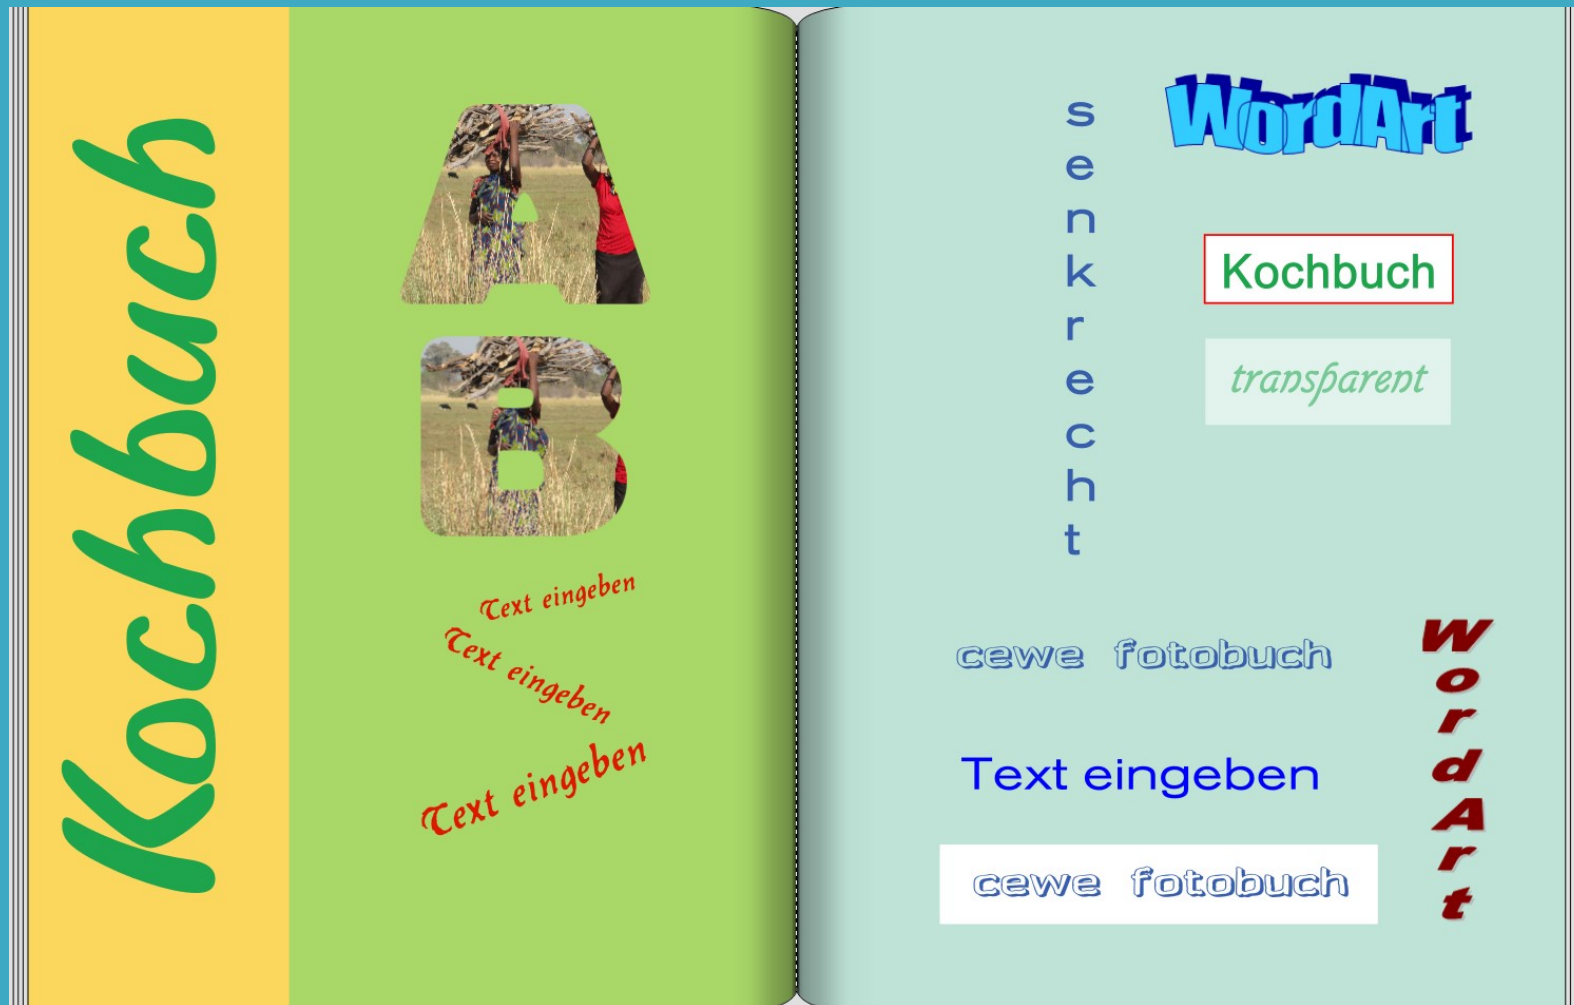 Kochbuch
A
B
Text eingeben
Text eingeben
Text eingeben
senkrecht
WordArt
Kochbuch
transparent
cewe fotobuch
WordArt
Text eingeben
cewe fotobuch